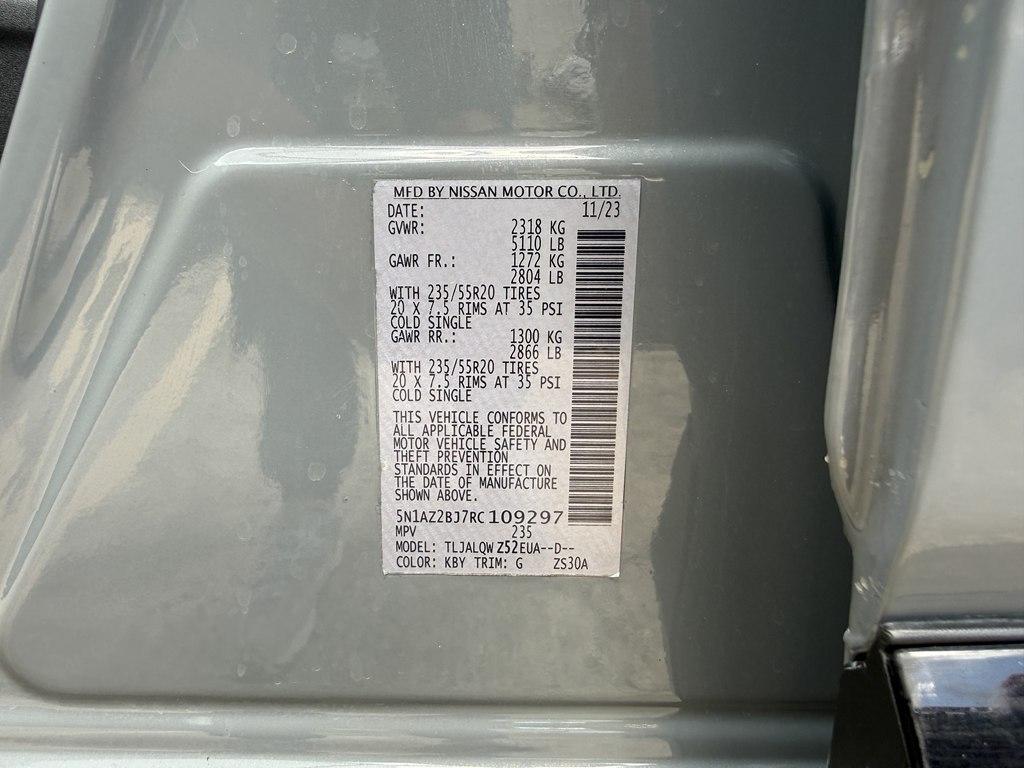 MFD BY NISSAN MOTOR CO., LTD.
DATE: 11/23
GVWR: 2318 KG
5110 LB
GAWR FR.: 1272 KG
2804 LB
WITH 235/55R20 TIRES
20 X 7.5 RIMS AT 35 PSI
COLD SINGLE
GAWR RR.: 1300 KG
2866 LB
WITH 235/55R20 TIRES
20 X 7.5 RIMS AT 35 PSI
COLD SINGLE
THIS VEHICLE CONFORMS TO
ALL APPLICABLE FEDERAL
MOTOR VEHICLE SAFETY AND
THEFT PREVENTION
STANDARDS IN EFFECT ON
THE DATE OF MANUFACTURE
SHOWN ABOVE.
5N1AZ2BJ7RC109297
MPV 235
MODEL: TLJALQWZ52EUA--D--
COLOR: KBY TRIM: G ZS30A